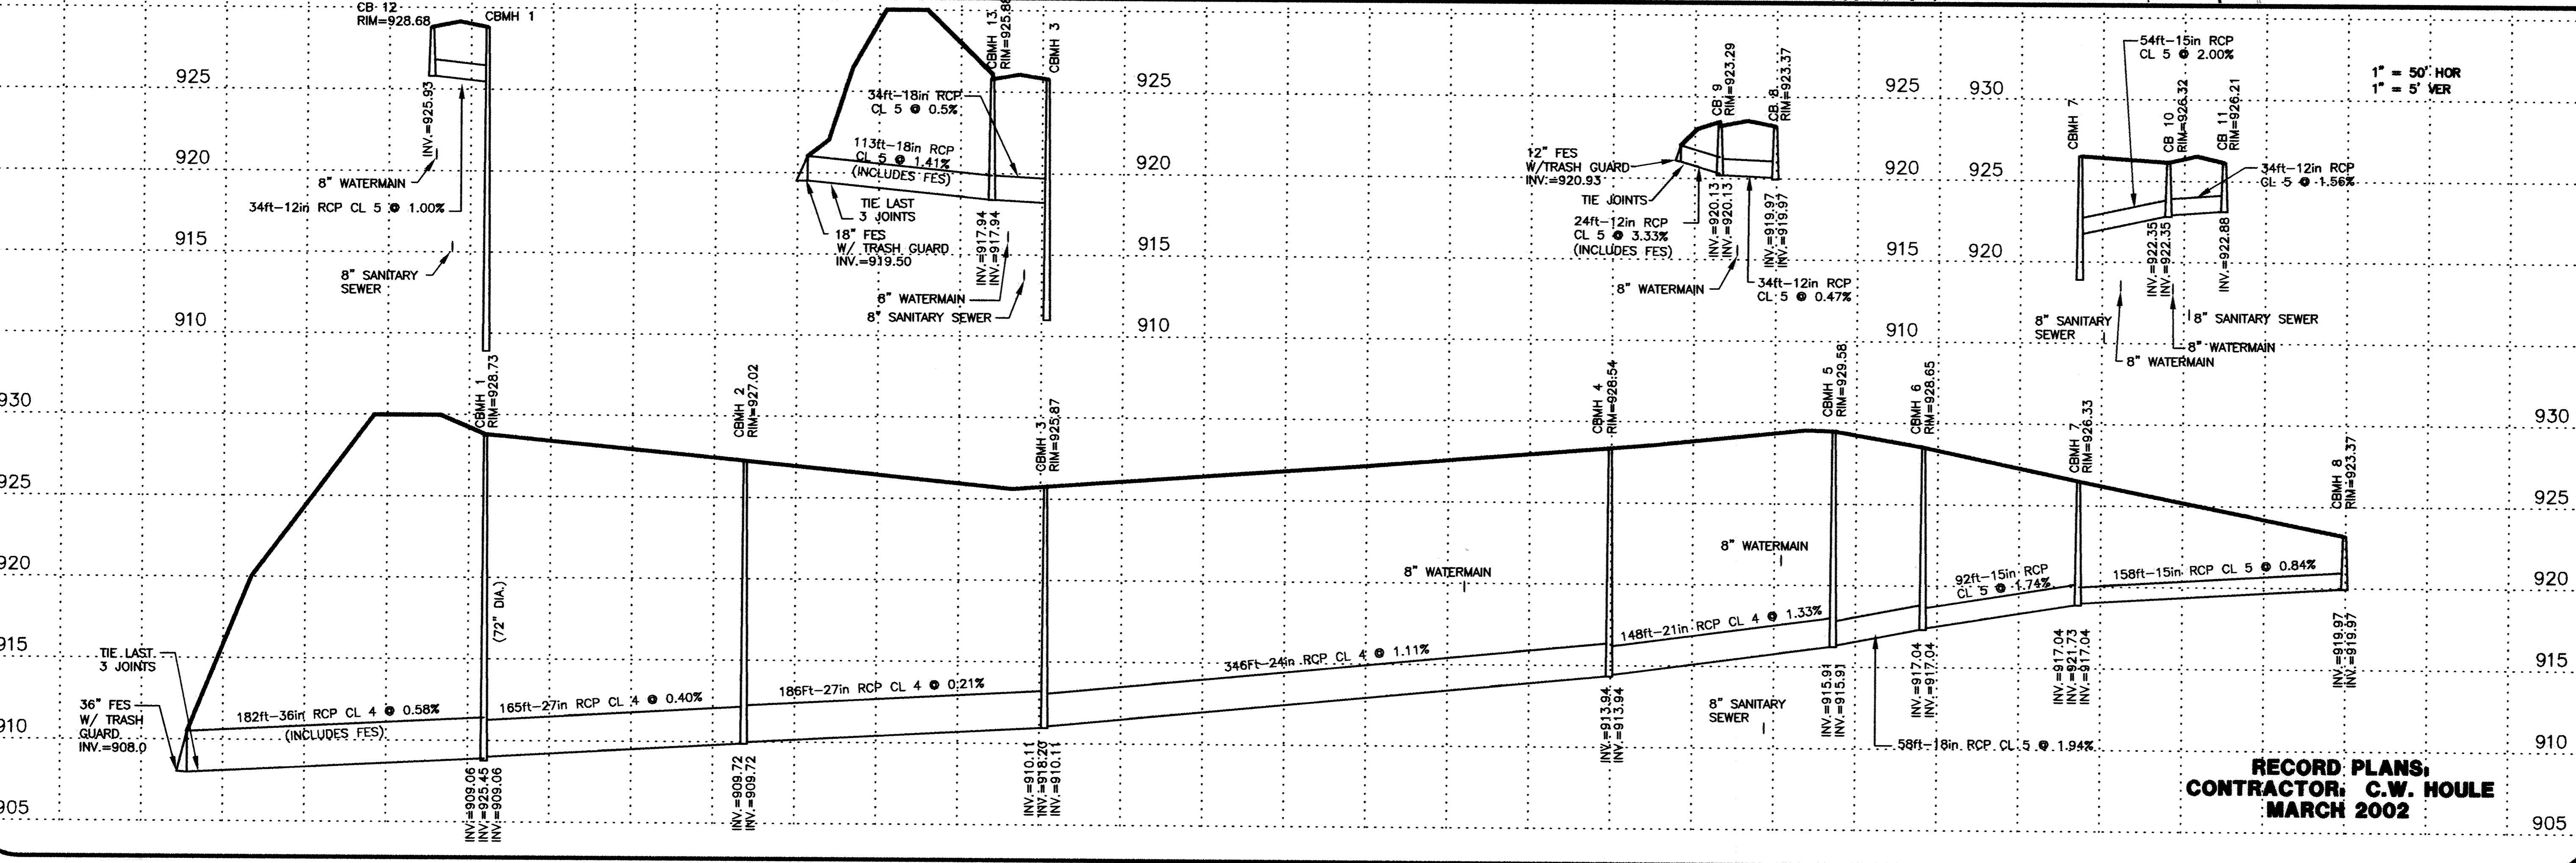 CB 12
RIM=928.68
CBMH 1
925
INV.=925.93
920
8" WATERMAIN
34ft-12in RCP CL 5 @ 1.00%
915
8" SANITARY
SEWER
910
CBMH 13
RIM=925.88
CBMH 3
34ft-18in RCP
CL 5 @ 0.5%
113ft-18in RCP
CL 5 @ 1.41%
(INCLUDES FES)
TIE LAST
3 JOINTS
18" FES
W/ TRASH GUARD
INV.=919.50
INV.=917.94
INV.=917.94
8" WATERMAIN
8" SANITARY SEWER
925
920
915
910
CB 9
RIM=923.29
CB 8
RIM=923.37
12" FES
W/TRASH GUARD
INV.=920.93
TIE JOINTS
24ft-12in RCP
CL 5 @ 3.33%
(INCLUDES FES)
INV.=920.13
INV.=920.13
INV.=919.97
INV.=919.97
8" WATERMAIN
34ft-12in RCP
CL 5 @ 0.47%
925 930
920 925
915 920
910
CBMH 7
54ft-15in RCP
CL 5 @ 2.00%
CB 10
RIM=926.32
CB 11
RIM=926.21
34ft-12in RCP
CL 5 @ 1.56%
INV.=922.35
INV.=922.35
INV.=922.88
8" SANITARY
SEWER
8" SANITARY SEWER
8" WATERMAIN
8" WATERMAIN
1" = 50' HOR
1" = 5' VER
930
925
920
915
910
905
CBMH 1
RIM=928.73
CBMH 2
RIM=927.02
CBMH 3
RIM=925.87
CBMH 4
RIM=928.54
CBMH 5
RIM=929.58
CBMH 6
RIM=928.65
CBMH 7
RIM=926.33
CBMH 8
RIM=923.37
930
925
920
915
910
905
(72" DIA.)
8" WATERMAIN
8" WATERMAIN
TIE LAST
3 JOINTS
36" FES
W/ TRASH
GUARD
INV.=908.0
182ft-36in RCP CL 4 @ 0.58%
(INCLUDES FES)
165ft-27in RCP CL 4 @ 0.40%
186Ft-27in RCP CL 4 @ 0.21%
346Ft-24in RCP CL 4 @ 1.11%
148ft-21in RCP CL 4 @ 1.33%
92ft-15in RCP
CL 5 @ 1.74%
158ft-15in RCP CL 5 @ 0.84%
8" SANITARY
SEWER
58ft-18in RCP CL 5 @ 1.94%
INV.=909.06
INV.=925.45
INV.=909.06
INV.=909.72
INV.=909.72
INV.=910.11
INV.=918.20
INV.=910.11
INV.=913.94
INV.=913.94
INV.=915.91
INV.=915.91
INV.=917.04
INV.=917.04
INV.=917.04
INV.=921.73
INV.=917.04
INV.=919.97
INV.=919.97
RECORD PLANS,
CONTRACTOR: C.W. HOULE
MARCH 2002